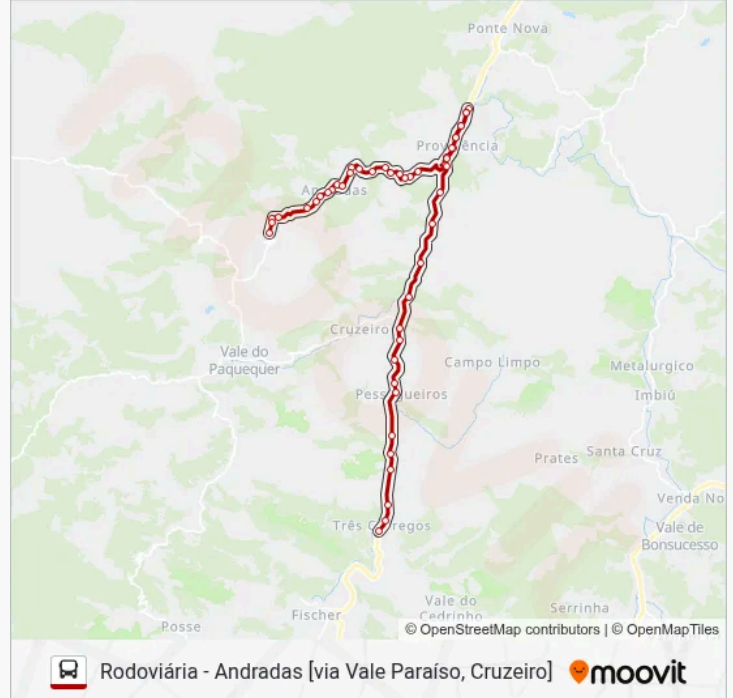 Ponte Nova
Providência
Andradas
Cruzeiro
Vale do
Paquequer
Campo Limpo
Metalurgico
Pessegueiros
Imbiú
Prates
Santa Cruz
Venda No
Três Córregos
Vale de
Bonsucesso
Fischer
Vale do
Cedrinho
Serrinha
Posse
© OpenStreetMap contributors | © OpenMapTiles
Rodoviária - Andradas [via Vale Paraíso, Cruzeiro]
moovit